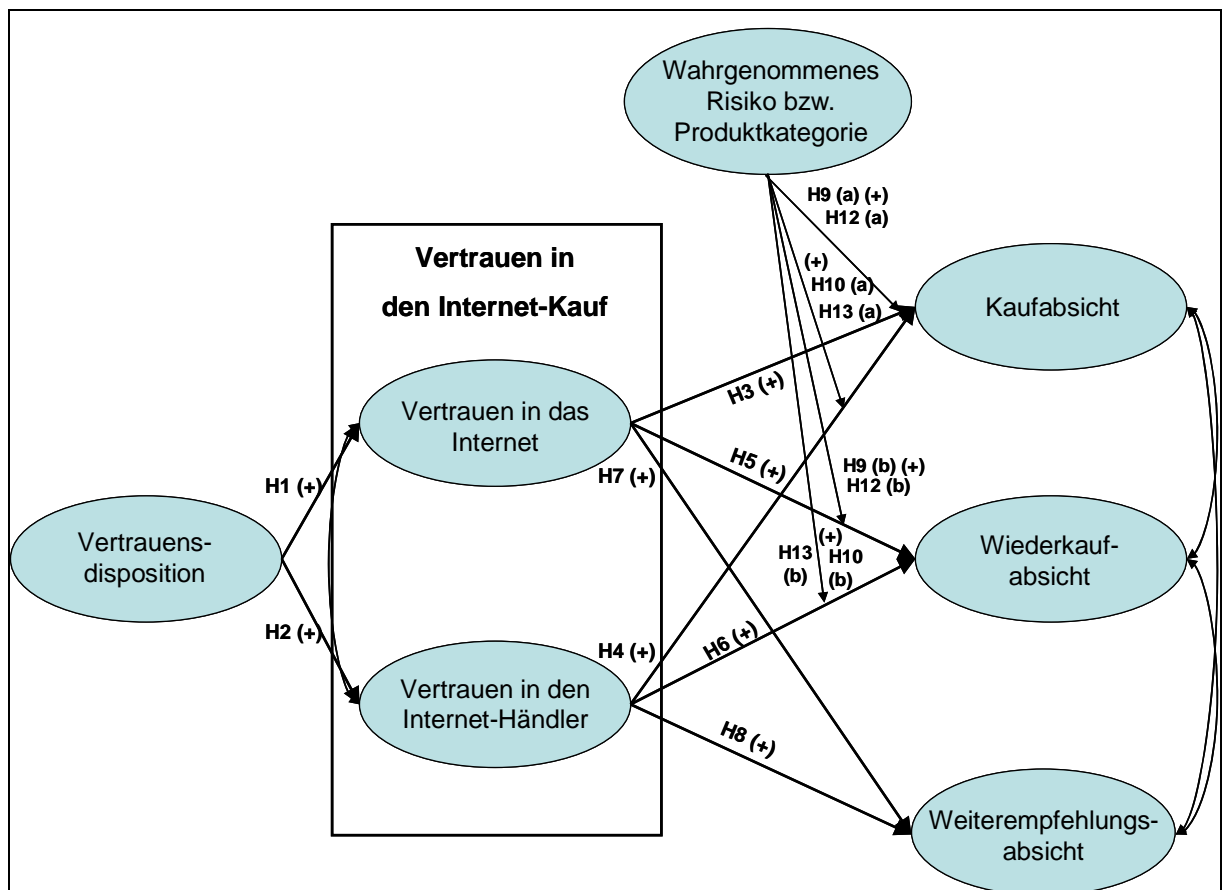 Wahrgenommenes
Risiko bzw.
Produktkategorie
H9 (a) (+)
H12 (a)
(+)
H10 (a)
H13 (a)
Vertrauen in
den Internet-Kauf
Kaufabsicht
Vertrauen in das
Internet
H3 (+)
H1 (+)
H7 (+)
H5 (+)
H9 (b) (+)
H12 (b)
Vertrauens-
disposition
(+)
H13
(b)
H10
(b)
Wiederkauf-
absicht
H2 (+)
H4 (+)
H6 (+)
Vertrauen in den
Internet-Händler
H8 (+)
Weiterempfehlungs-
absicht